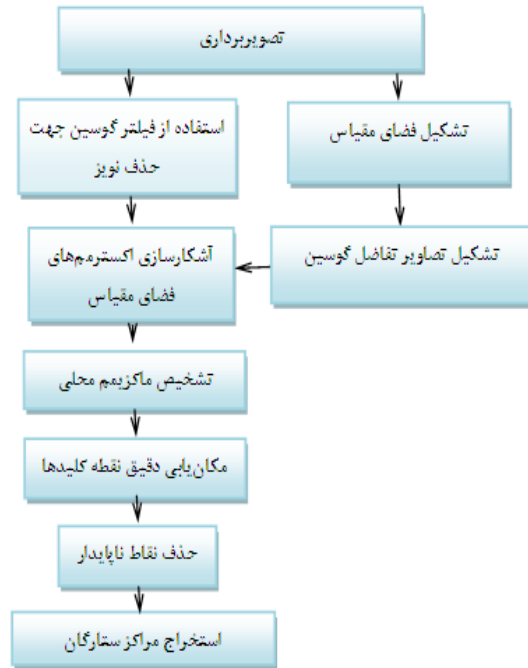 تصویربرداری
استفاده از فیلتر گوسین جهت
حذف نویز
تشکیل فضای مقیاس
تشکیل تصاویر تفاضل گوسین
آشکارسازی اکسترمم‌های
فضای مقیاس
تشخیص ماکزیمم محلی
مکان‌یابی دقیق نقطه کلیدها
حذف نقاط ناپایدار
استخراج مراکز ستارگان